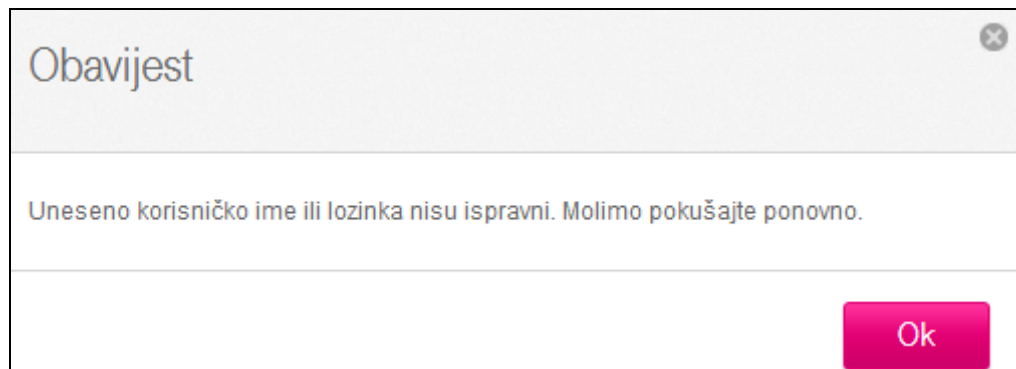 Obavijest
Uneseno korisničko ime ili lozinka nisu ispravni. Molimo pokušajte ponovno.
Ok